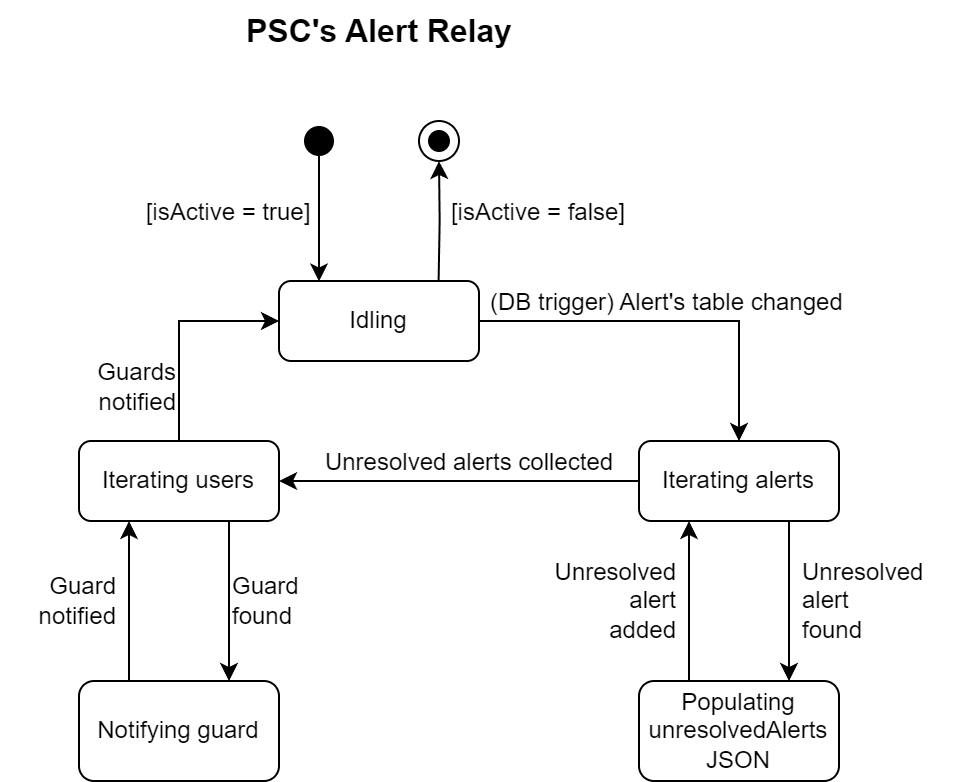 PSC's Alert Relay
[isActive = true]
[isActive = false]
(DB trigger) Alert's table changed
Idling
Guards
notified
Unresolved alerts collected
Iterating users
Iterating alerts
Guard
notified
Guard
found
Unresolved
alert
added
Unresolved
alert
found
Notifying guard
Populating
unresolvedAlerts
JSON